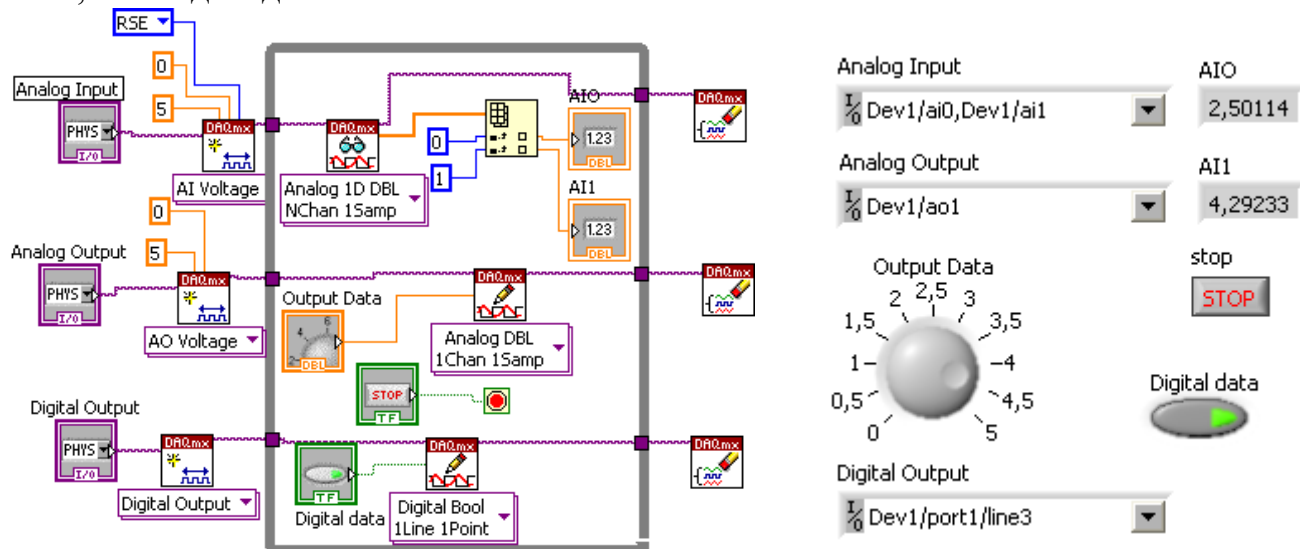 RSE
0
Analog Input
5
PHYS
I/O
DAQmx
AI Voltage
DAQmx
Analog 1D DBL
NChan 1Samp
0
1
AIO
1.23
DBL
AI1
1.23
DBL
DAQmx
0
Analog Output
5
PHYS
I/O
DAQmx
AO Voltage
Output Data
2
4
6
DBL
DAQmx
Analog DBL
1Chan 1Samp
DAQmx
STOP
TF
Digital Output
PHYS
I/O
DAQmx
Digital Output
TF
Digital data
DAQmx
Digital Bool
1Line 1Point
DAQmx
Analog Input
I/O Dev1/ai0,Dev1/ai1
AIO
2,50114
Analog Output
I/O Dev1/ao1
AI1
4,29233
Output Data
0
0,5
1
1,5
2
2,5
3
3,5
4
4,5
5
stop
STOP
Digital data
Digital Output
I/O Dev1/port1/line3